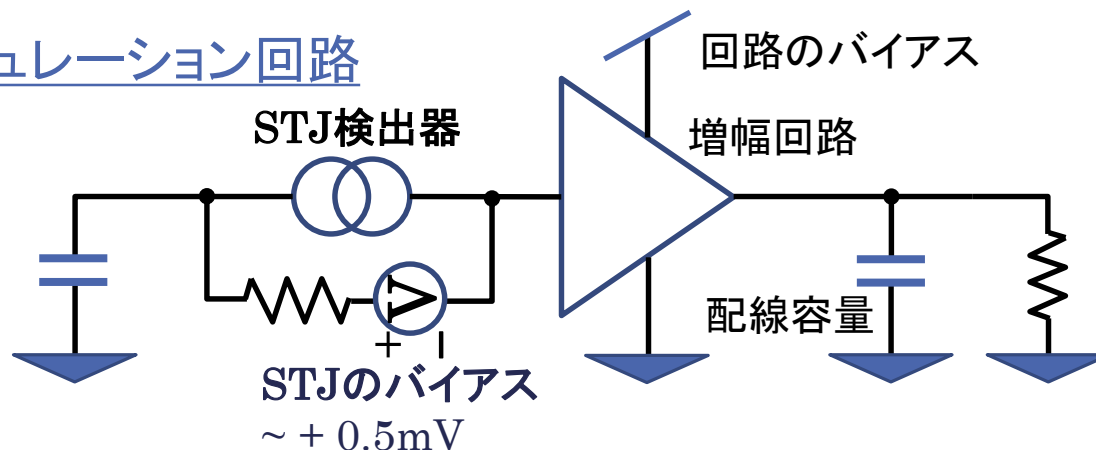 ュレーション回路
回路のバイアス
STJ検出器
増幅回路
V
+ -
配線容量
STJのバイアス
~ + 0.5mV